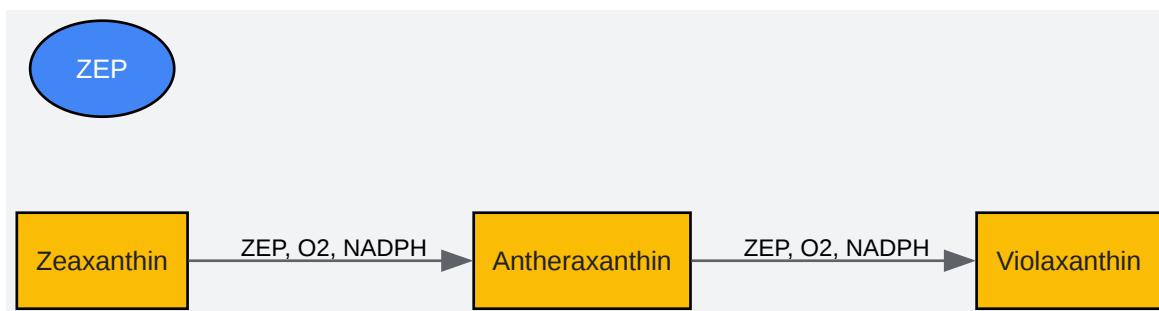 ZEP
Zeaxanthin
ZEP, O2, NADPH
Antheraxanthin
ZEP, O2, NADPH
Violaxanthin